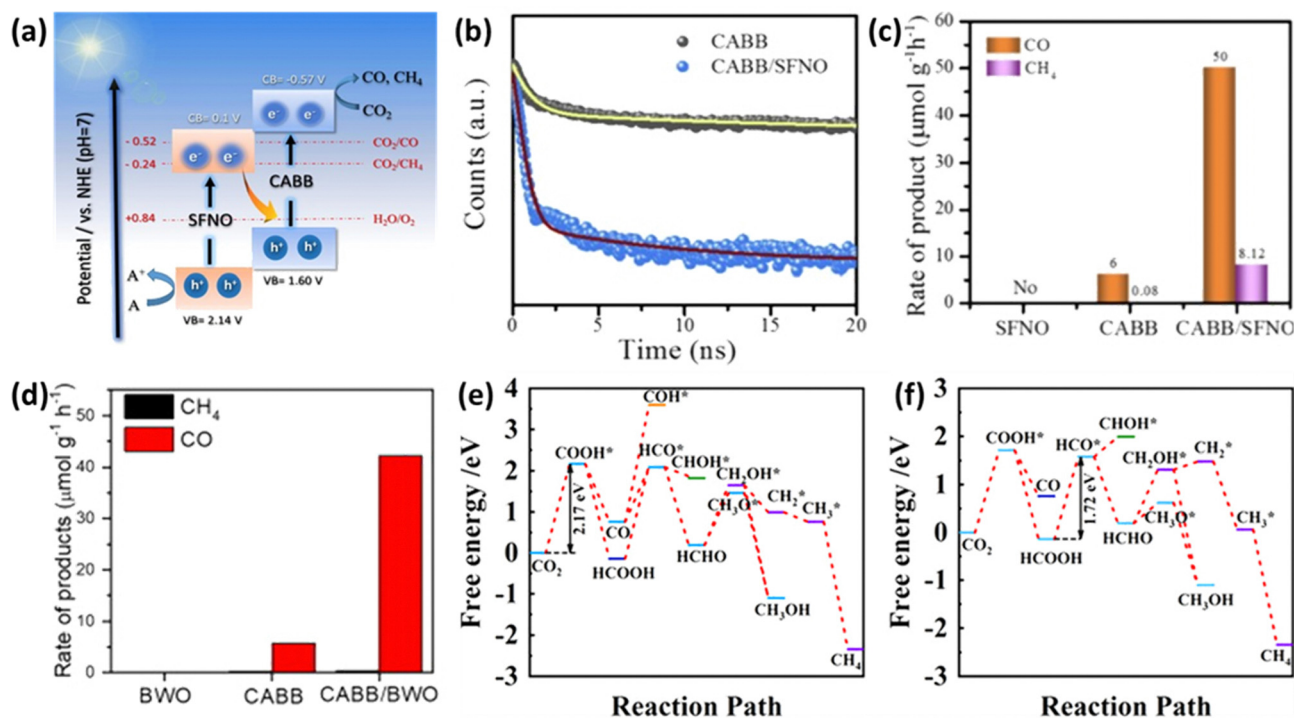 (a)
Potential / vs. NHE (pH=7)
CB= -0.57 V
CO, CH4
CO2
CB= 0.1 V
e- e-
e- e-
- 0.52
CO2/CO
- 0.24
CO2/CH4
CABB
SFNO
+0.84
H2O/O2
h+ h+
A+
A
h+ h+
VB= 1.60 V
VB= 2.14 V
(b)
CABB
CABB/SFNO
Counts (a.u.)
0 5 10 15 20
Time (ns)
(c)
CO
CH4
Rate of product (μmol g-1h-1)
60
50
40
30
20
10
0
No
6
0.08
50
8.12
SFNO CABB CABB/SFNO
(d)
CH4
CO
Rate of products (μmol g-1 h-1)
50
40
30
20
10
0
BWO CABB CABB/BWO
(e)
Free energy /eV
4
3
2
1
0
-1
-2
-3
COH*
COOH*
HCO*
CHOH*
CH2OH*
CH3O*
CH2*
CH3*
2.17 eV
CO2
CO
HCOOH
HCHO
CH3OH
CH4
Reaction Path
(f)
Free energy /eV
3
2
1
0
-1
-2
-3
COOH*
HCO*
CHOH*
CH2OH*
CH2*
CO
1.72 eV
CH3O*
CH3*
CO2
HCOOH
HCHO
CH3OH
CH4
Reaction Path